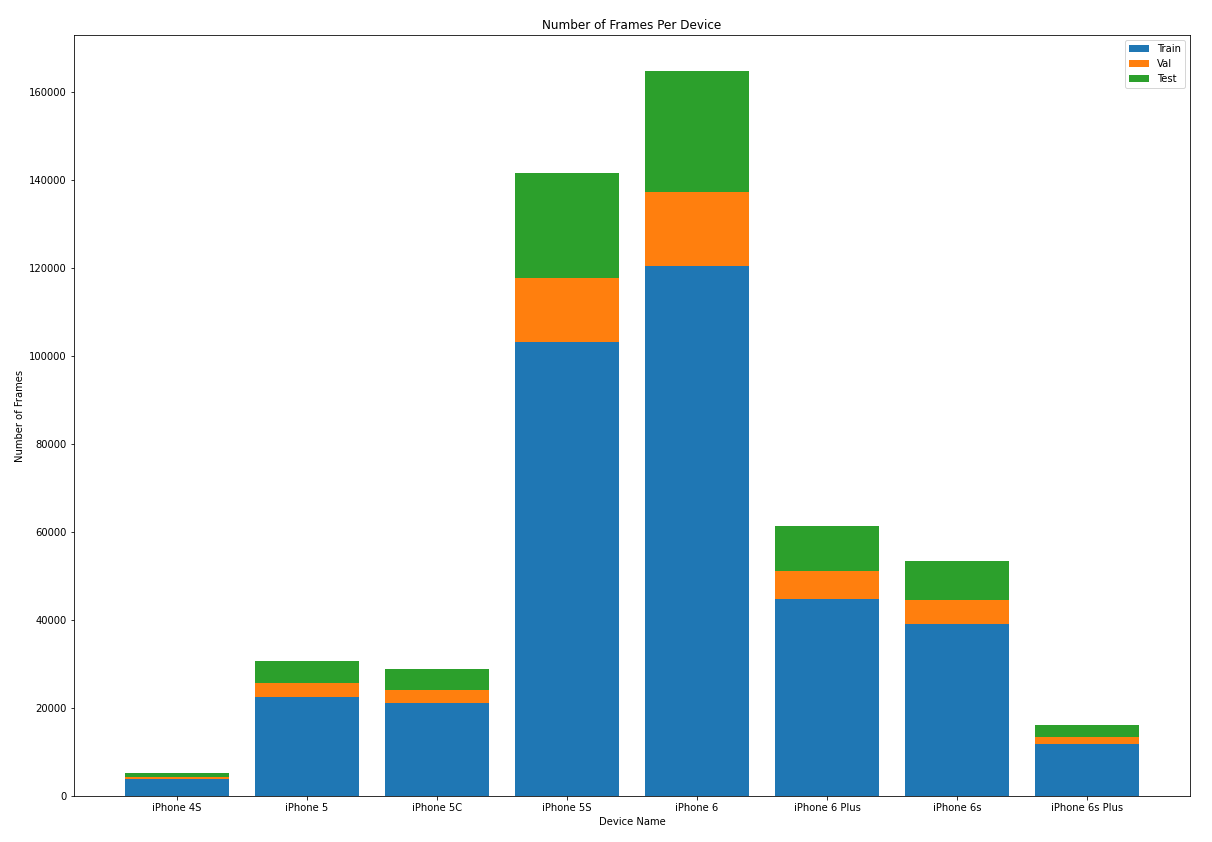 Number of Frames Per Device
Train
Val
Test
Number of Frames
160000
140000
120000
100000
80000
60000
40000
20000
0
iPhone 4S iPhone 5 iPhone 5C iPhone 5S iPhone 6 iPhone 6 Plus iPhone 6s iPhone 6s Plus
Device Name